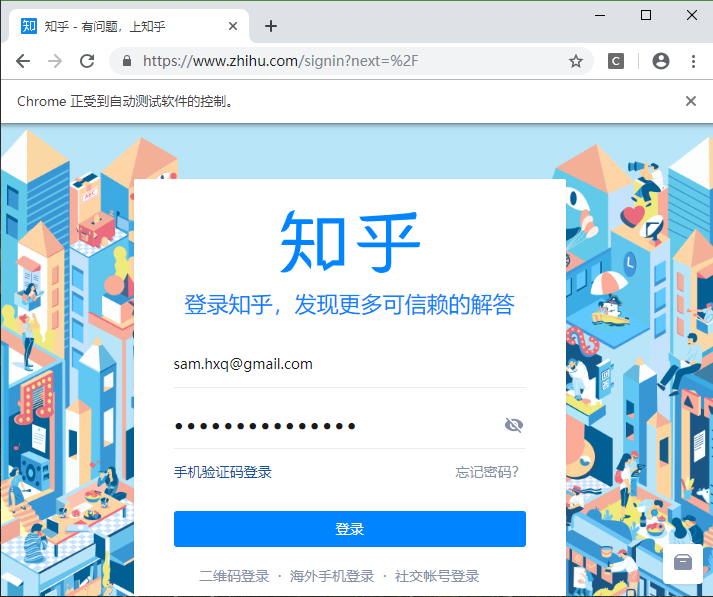 知 知乎 - 有问题，上知乎
https://www.zhihu.com/signin?next=%2F
C
Chrome 正受到自动测试软件的控制。
知乎
登录知乎，发现更多可信赖的解答
sam.hxq@gmail.com
•••••••••••••••
手机验证码登录 忘记密码？
登录
二维码登录 · 海外手机登录 · 社交帐号登录